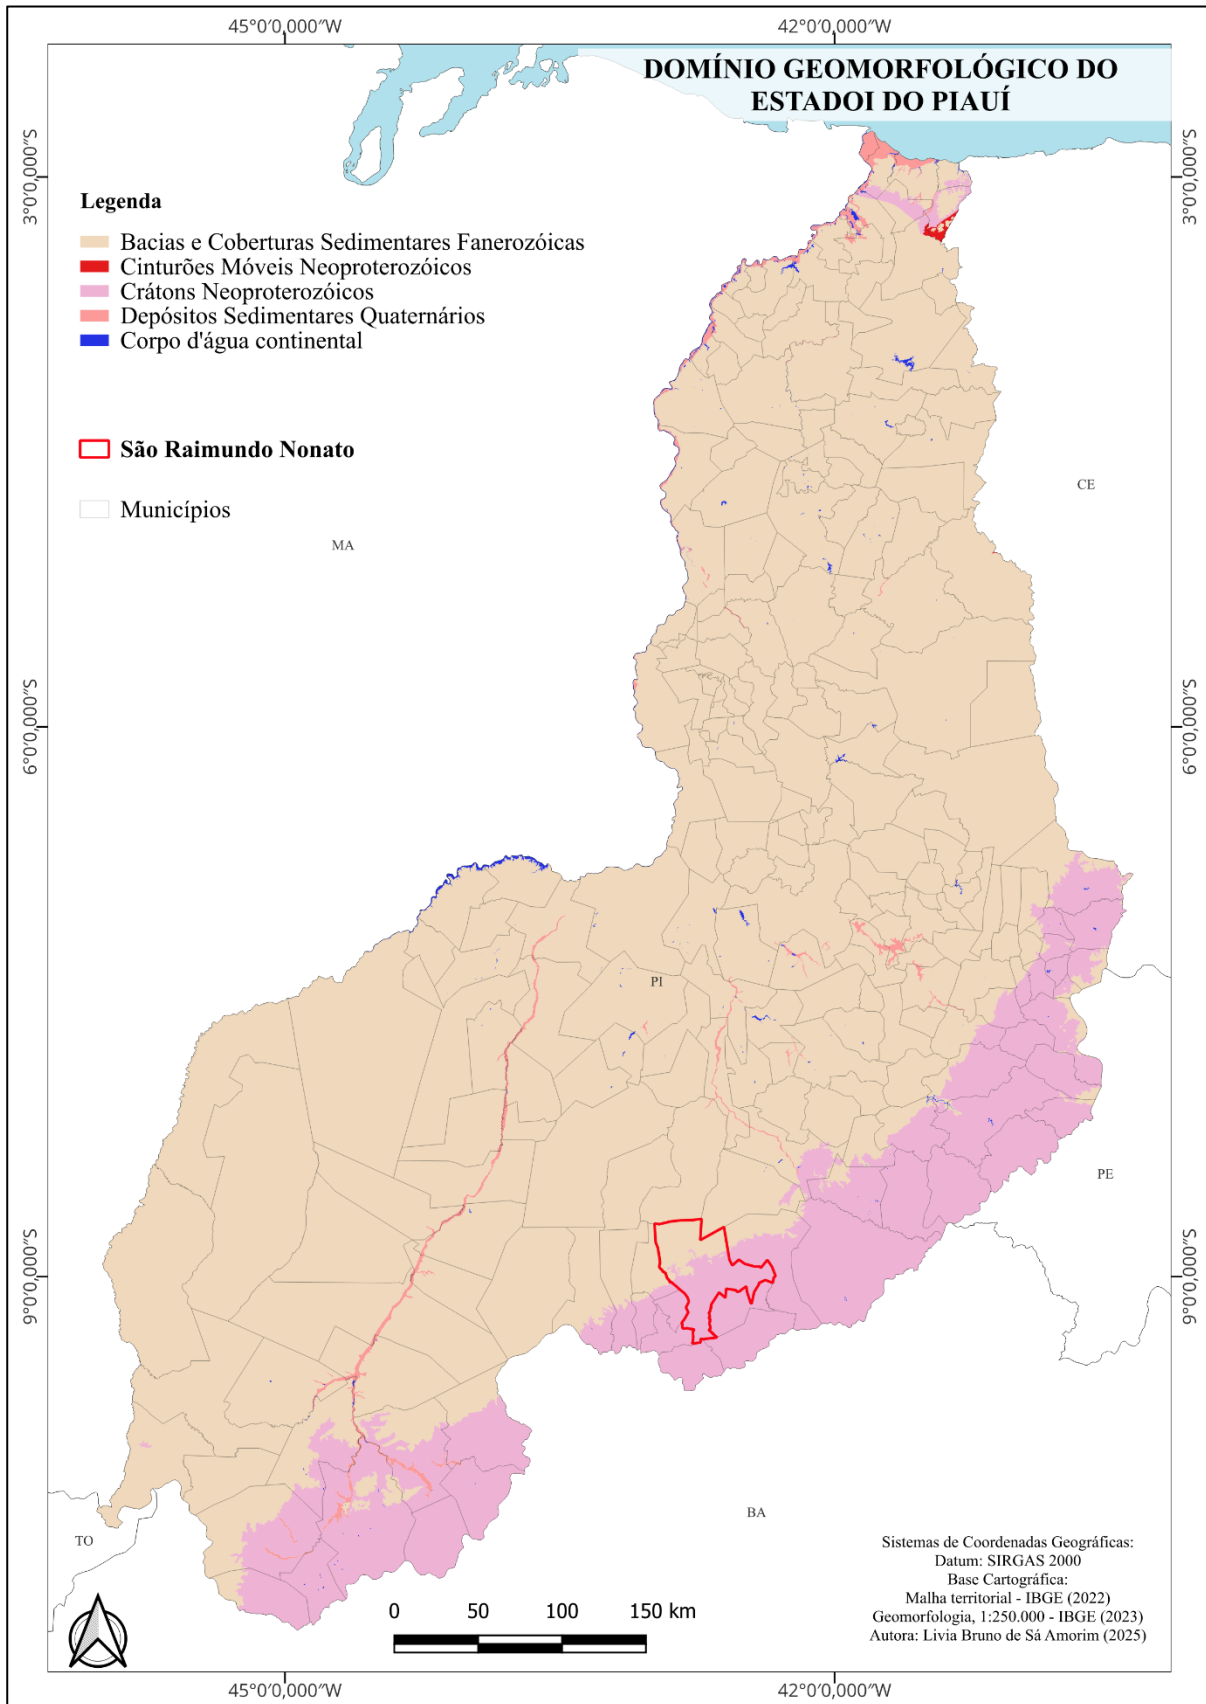 45°0′0,000″W
42°0′0,000″W
DOMÍNIO GEOMORFOLÓGICO DO
ESTADOI DO PIAUÍ
3°0′0,000″S
3°0′0,000″S
Legenda
Bacias e Coberturas Sedimentares Fanerozóicas
Cinturões Móveis Neoproterozóicos
Crátons Neoproterozóicos
Depósitos Sedimentares Quaternários
Corpo d'água continental
São Raimundo Nonato
Municípios
CE
MA
6°0′0,000″S
6°0′0,000″S
PI
PE
9°0′0,000″S
9°0′0,000″S
BA
TO
Sistemas de Coordenadas Geográficas:
Datum: SIRGAS 2000
Base Cartográfica:
Malha territorial - IBGE (2022)
Geomorfologia, 1:250.000 - IBGE (2023)
Autora: Livia Bruno de Sá Amorim (2025)
0 50 100 150 km
45°0′0,000″W
42°0′0,000″W